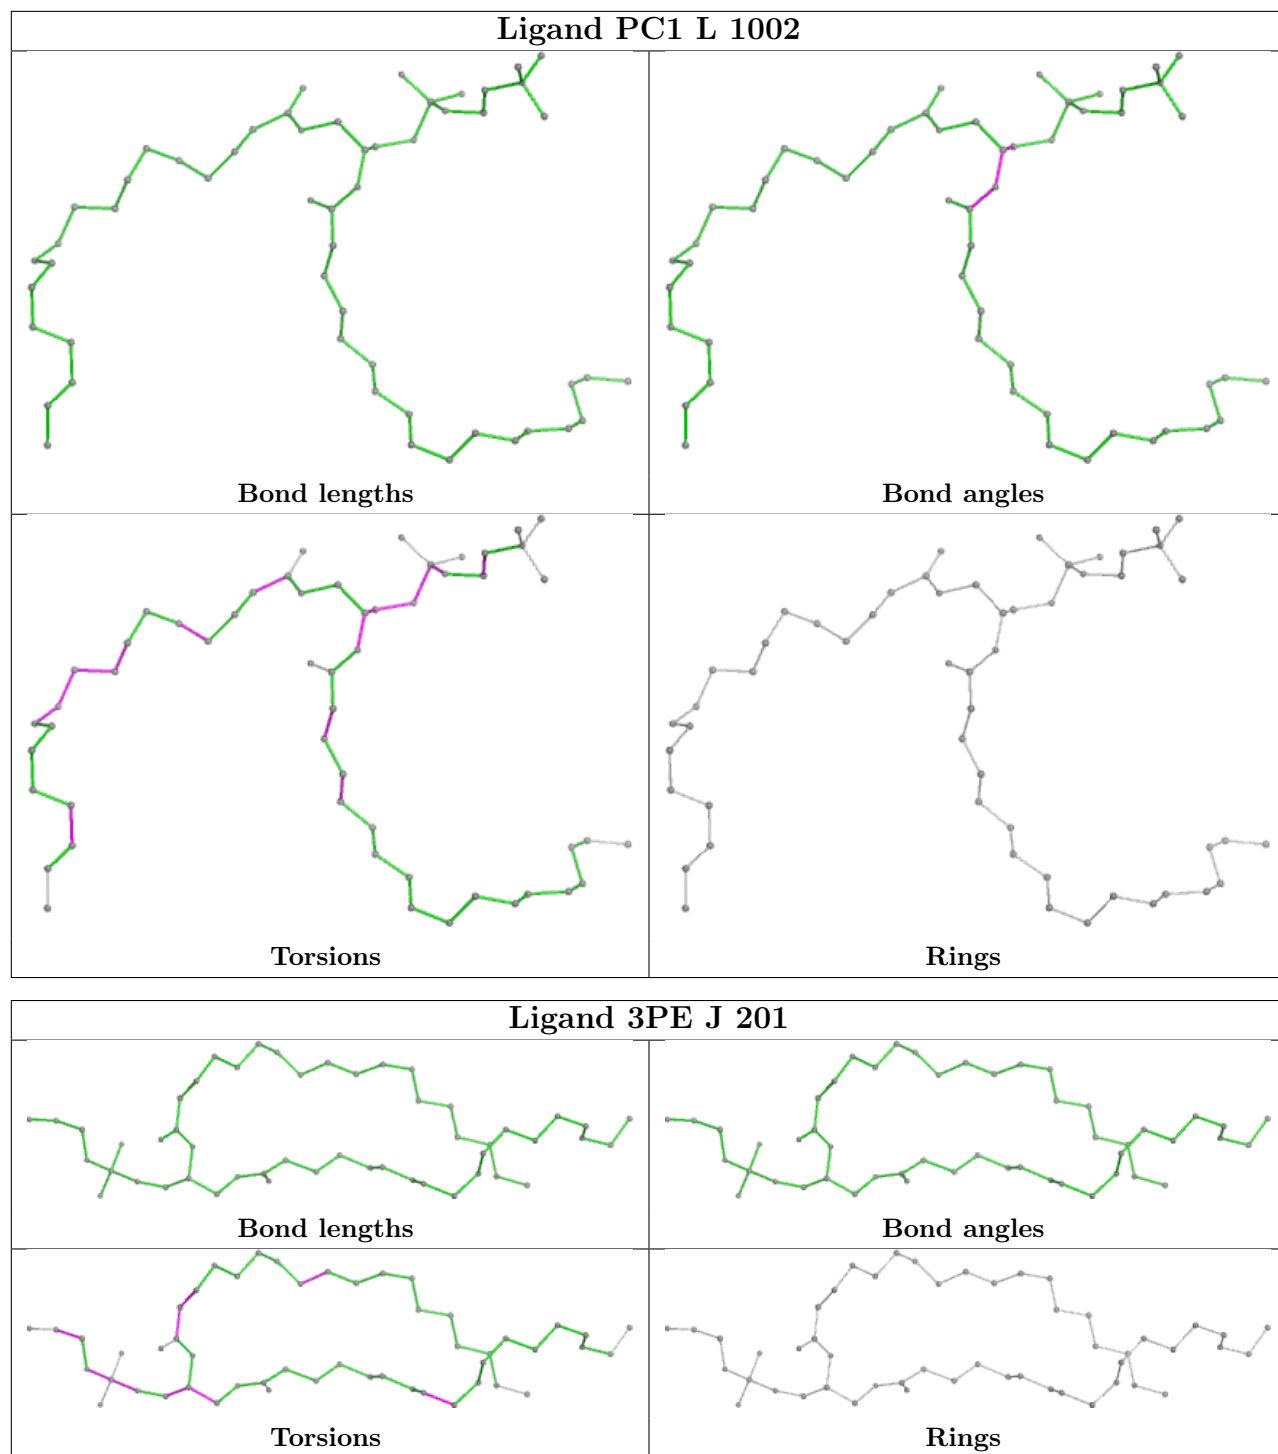 Ligand PC1 L 1002
Bond lengths
Bond angles
Torsions
Rings
Ligand 3PE J 201
Bond lengths
Bond angles
Torsions
Rings